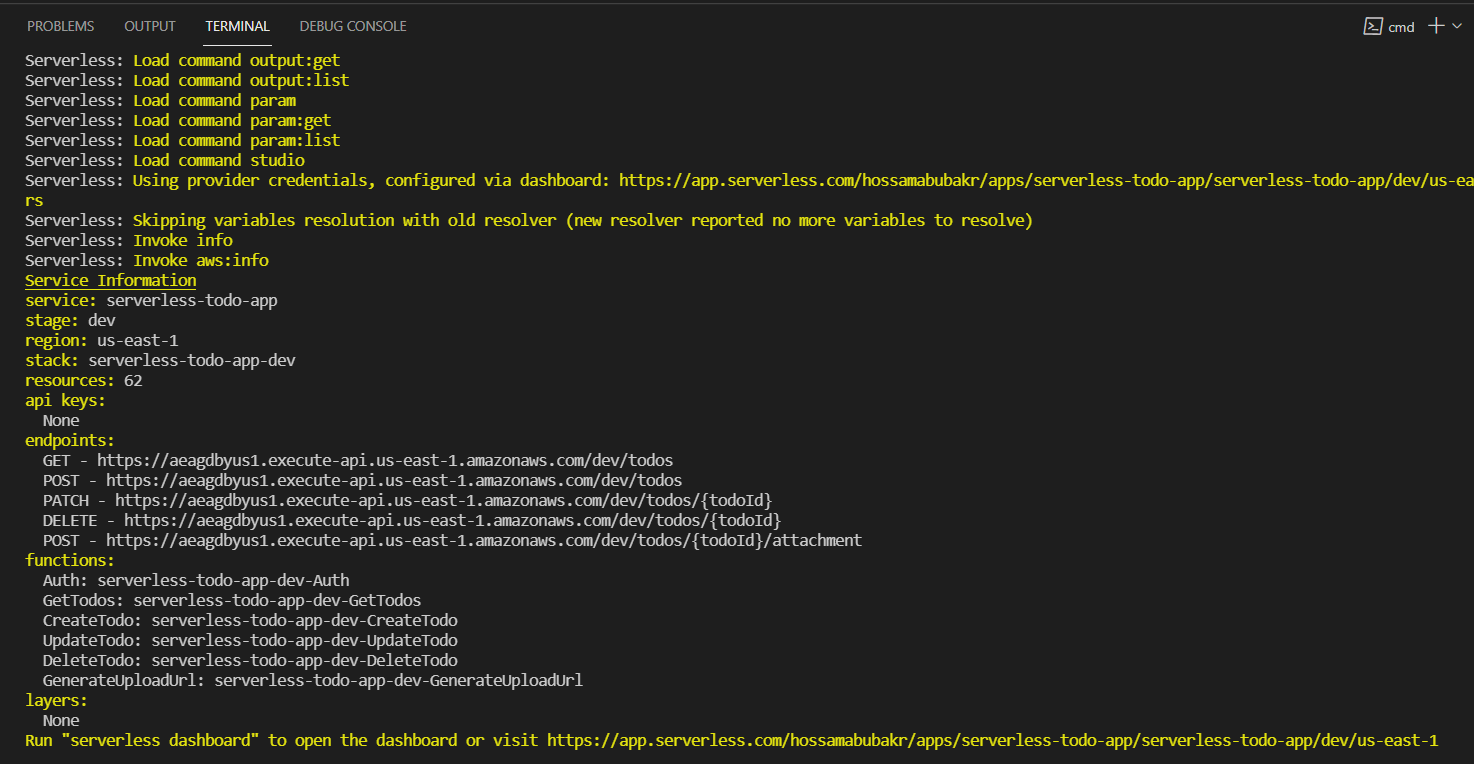 PROBLEMS OUTPUT TERMINAL DEBUG CONSOLE cmd
Serverless: Load command output:get
Serverless: Load command output:list
Serverless: Load command param
Serverless: Load command param:get
Serverless: Load command param:list
Serverless: Load command studio
Serverless: Using provider credentials, configured via dashboard: https://app.serverless.com/hossamabubakr/apps/serverless-todo-app/serverless-todo-app/dev/us-ea
rs
Serverless: Skipping variables resolution with old resolver (new resolver reported no more variables to resolve)
Serverless: Invoke info
Serverless: Invoke aws:info
Service Information
service: serverless-todo-app
stage: dev
region: us-east-1
stack: serverless-todo-app-dev
resources: 62
api keys:
  None
endpoints:
  GET - https://aeagdbyus1.execute-api.us-east-1.amazonaws.com/dev/todos
  POST - https://aeagdbyus1.execute-api.us-east-1.amazonaws.com/dev/todos
  PATCH - https://aeagdbyus1.execute-api.us-east-1.amazonaws.com/dev/todos/{todoId}
  DELETE - https://aeagdbyus1.execute-api.us-east-1.amazonaws.com/dev/todos/{todoId}
  POST - https://aeagdbyus1.execute-api.us-east-1.amazonaws.com/dev/todos/{todoId}/attachment
functions:
  Auth: serverless-todo-app-dev-Auth
  GetTodos: serverless-todo-app-dev-GetTodos
  CreateTodo: serverless-todo-app-dev-CreateTodo
  UpdateTodo: serverless-todo-app-dev-UpdateTodo
  DeleteTodo: serverless-todo-app-dev-DeleteTodo
  GenerateUploadUrl: serverless-todo-app-dev-GenerateUploadUrl
layers:
  None
Run "serverless dashboard" to open the dashboard or visit https://app.serverless.com/hossamabubakr/apps/serverless-todo-app/serverless-todo-app/dev/us-east-1